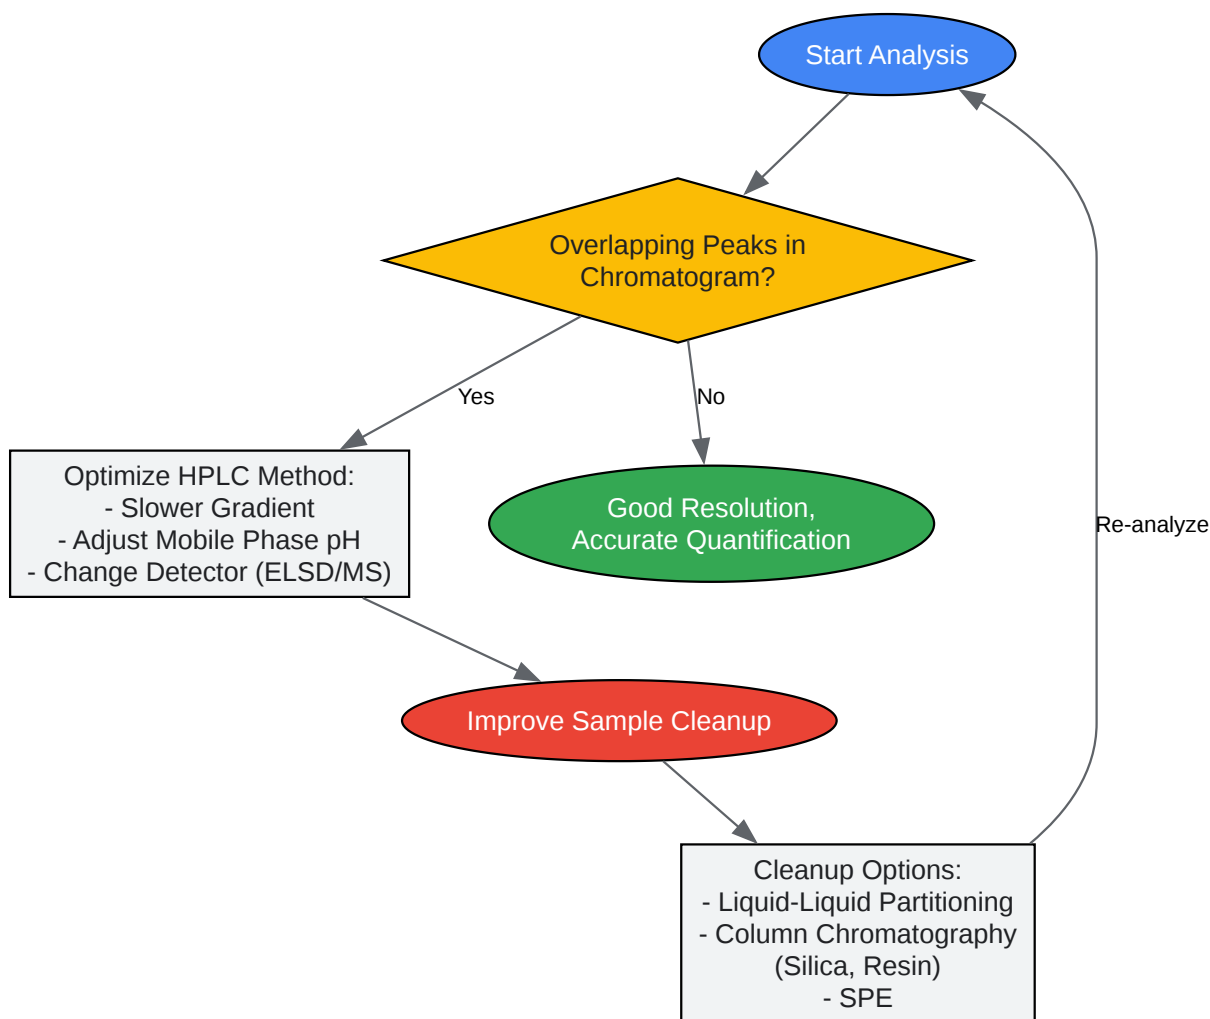 Start Analysis
Overlapping Peaks in
Chromatogram?
Yes
No
Optimize HPLC Method:
- Slower Gradient
- Adjust Mobile Phase pH
- Change Detector (ELSD/MS)
Good Resolution,
Accurate Quantification
Re-analyze
Improve Sample Cleanup
Cleanup Options:
- Liquid-Liquid Partitioning
- Column Chromatography
(Silica, Resin)
- SPE